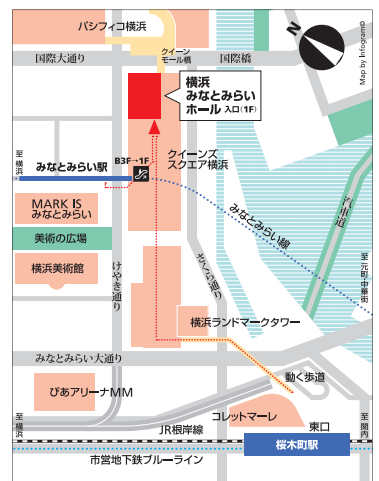 パシフィコ横浜
国際大通り
クイーン
モール橋
国際橋
Map by Infogram©
横浜
みなとみらい
ホール 入口(1F)
至 横浜
みなとみらい駅
B3F→1F
クイーンズ
スクエア横浜
MARK IS
みなとみらい
美術の広場
横浜美術館
けやき通り
さくら通り
みなとみらい線
汽車道
至 元町・中華街
横浜ランドマークタワー
みなとみらい大通り
動く歩道
ぴあアリーナMM
コレットマーレ
東口
至 横浜
JR根岸線
桜木町駅
至 関内
市営地下鉄ブルーライン